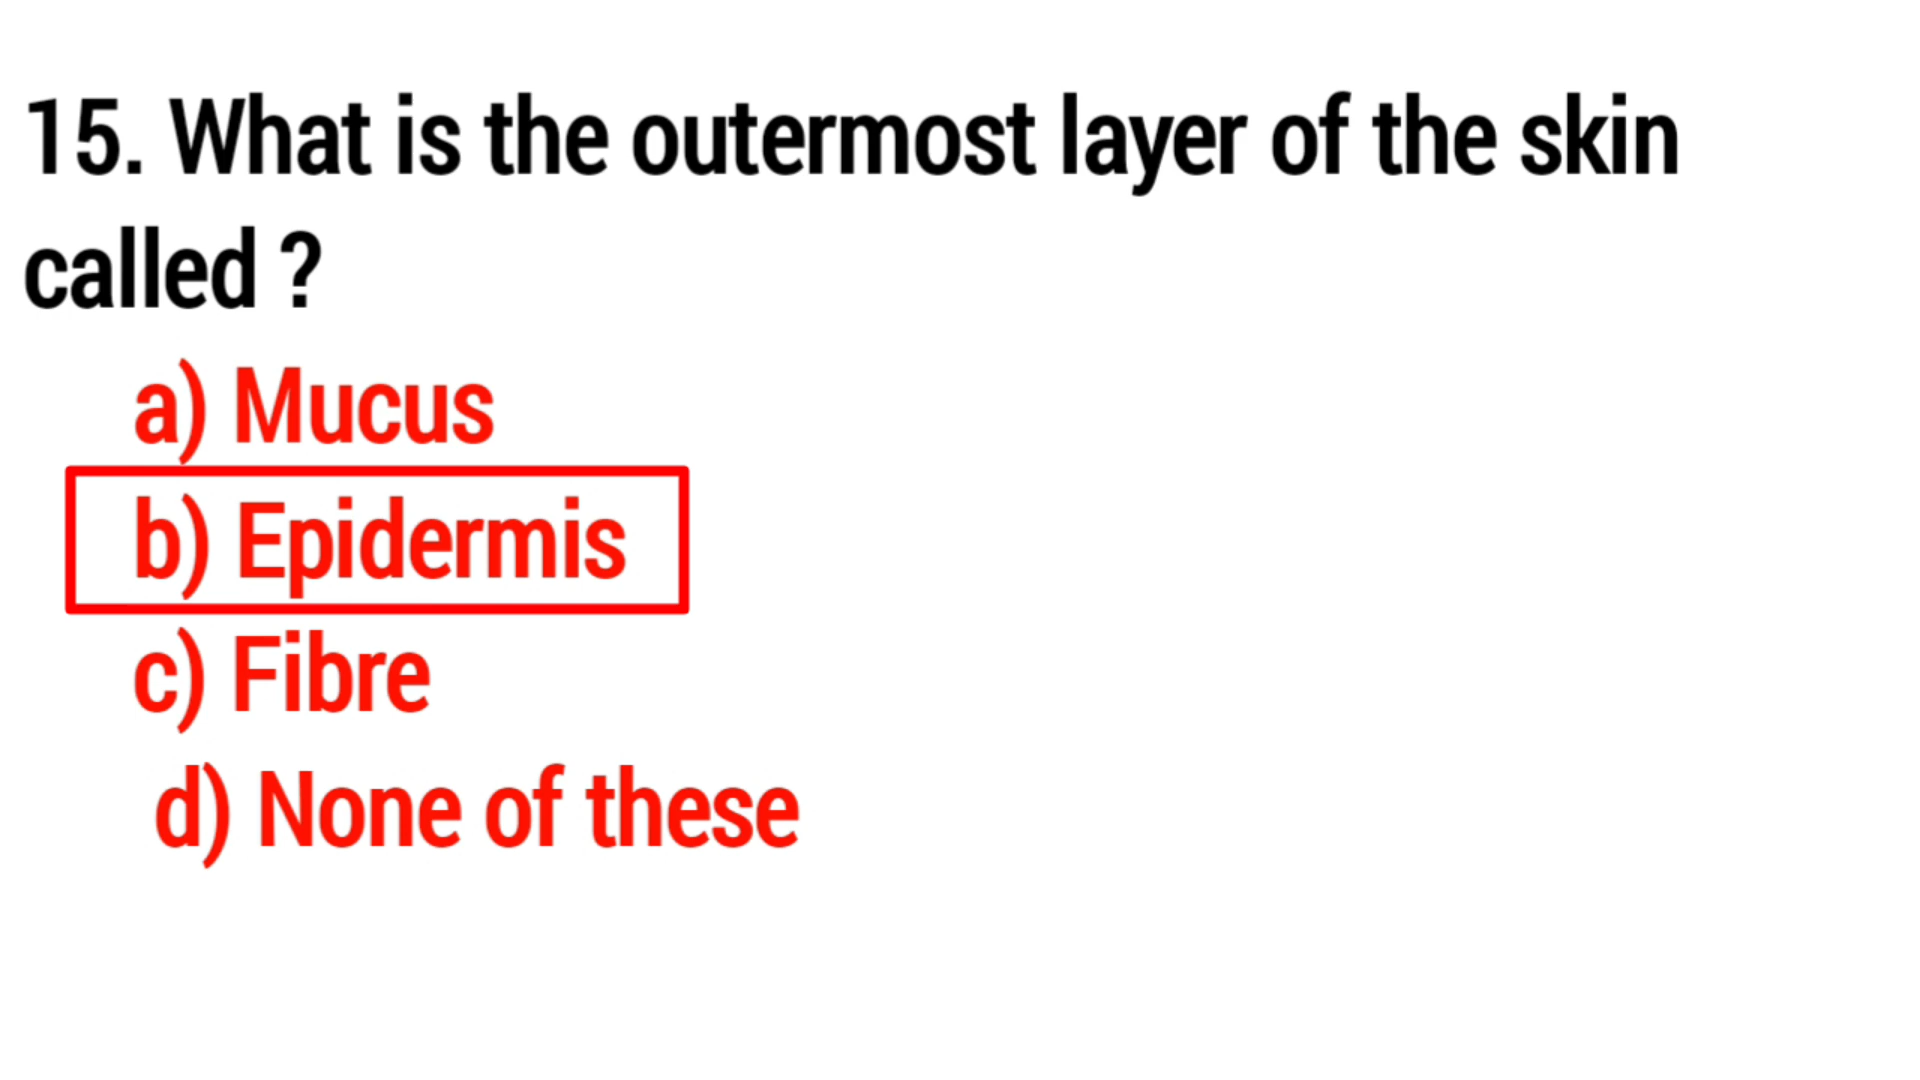 15. What is the outermost layer of the skin
called ?
a) Mucus
b) Epidermis
c) Fibre
d) None of these